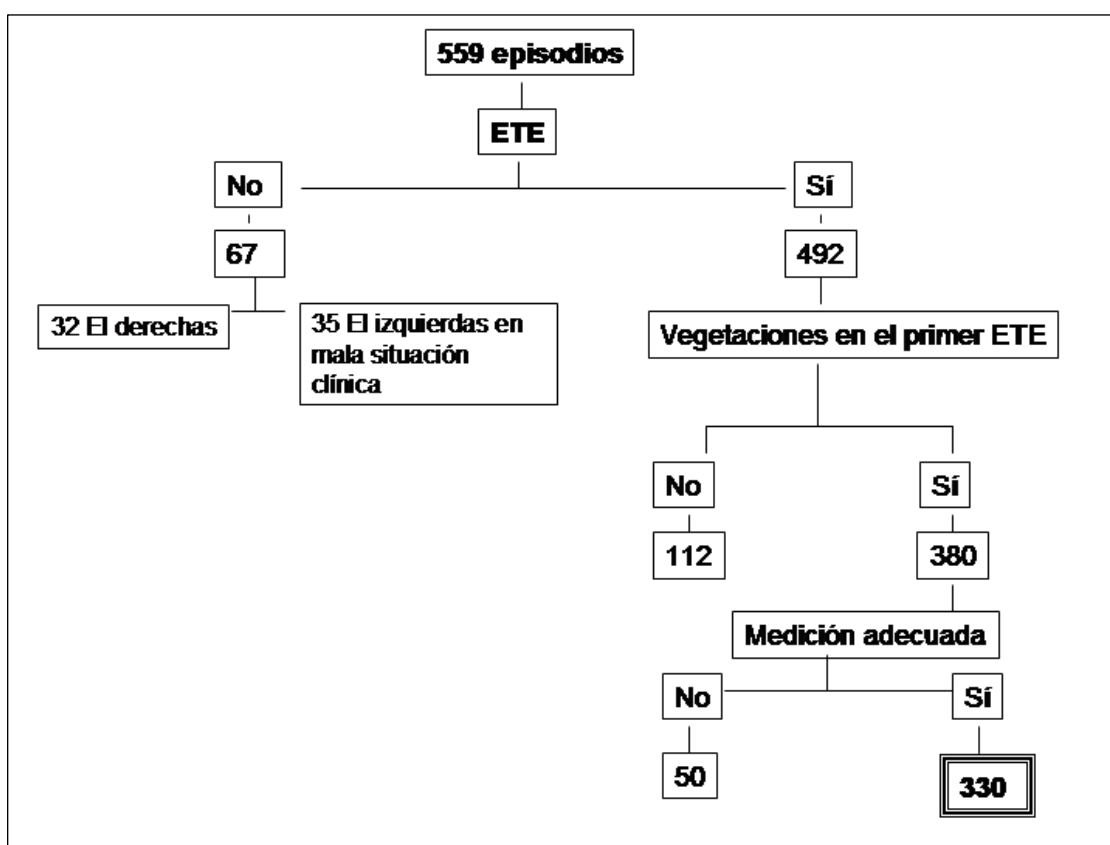 559 episodios
ETE
No
Sí
67
492
32 EI derechas
35 EI izquierdas en
mala situación
clínica
Vegetaciones en el primer ETE
No
Sí
112
380
Medición adecuada
No
Sí
50
330